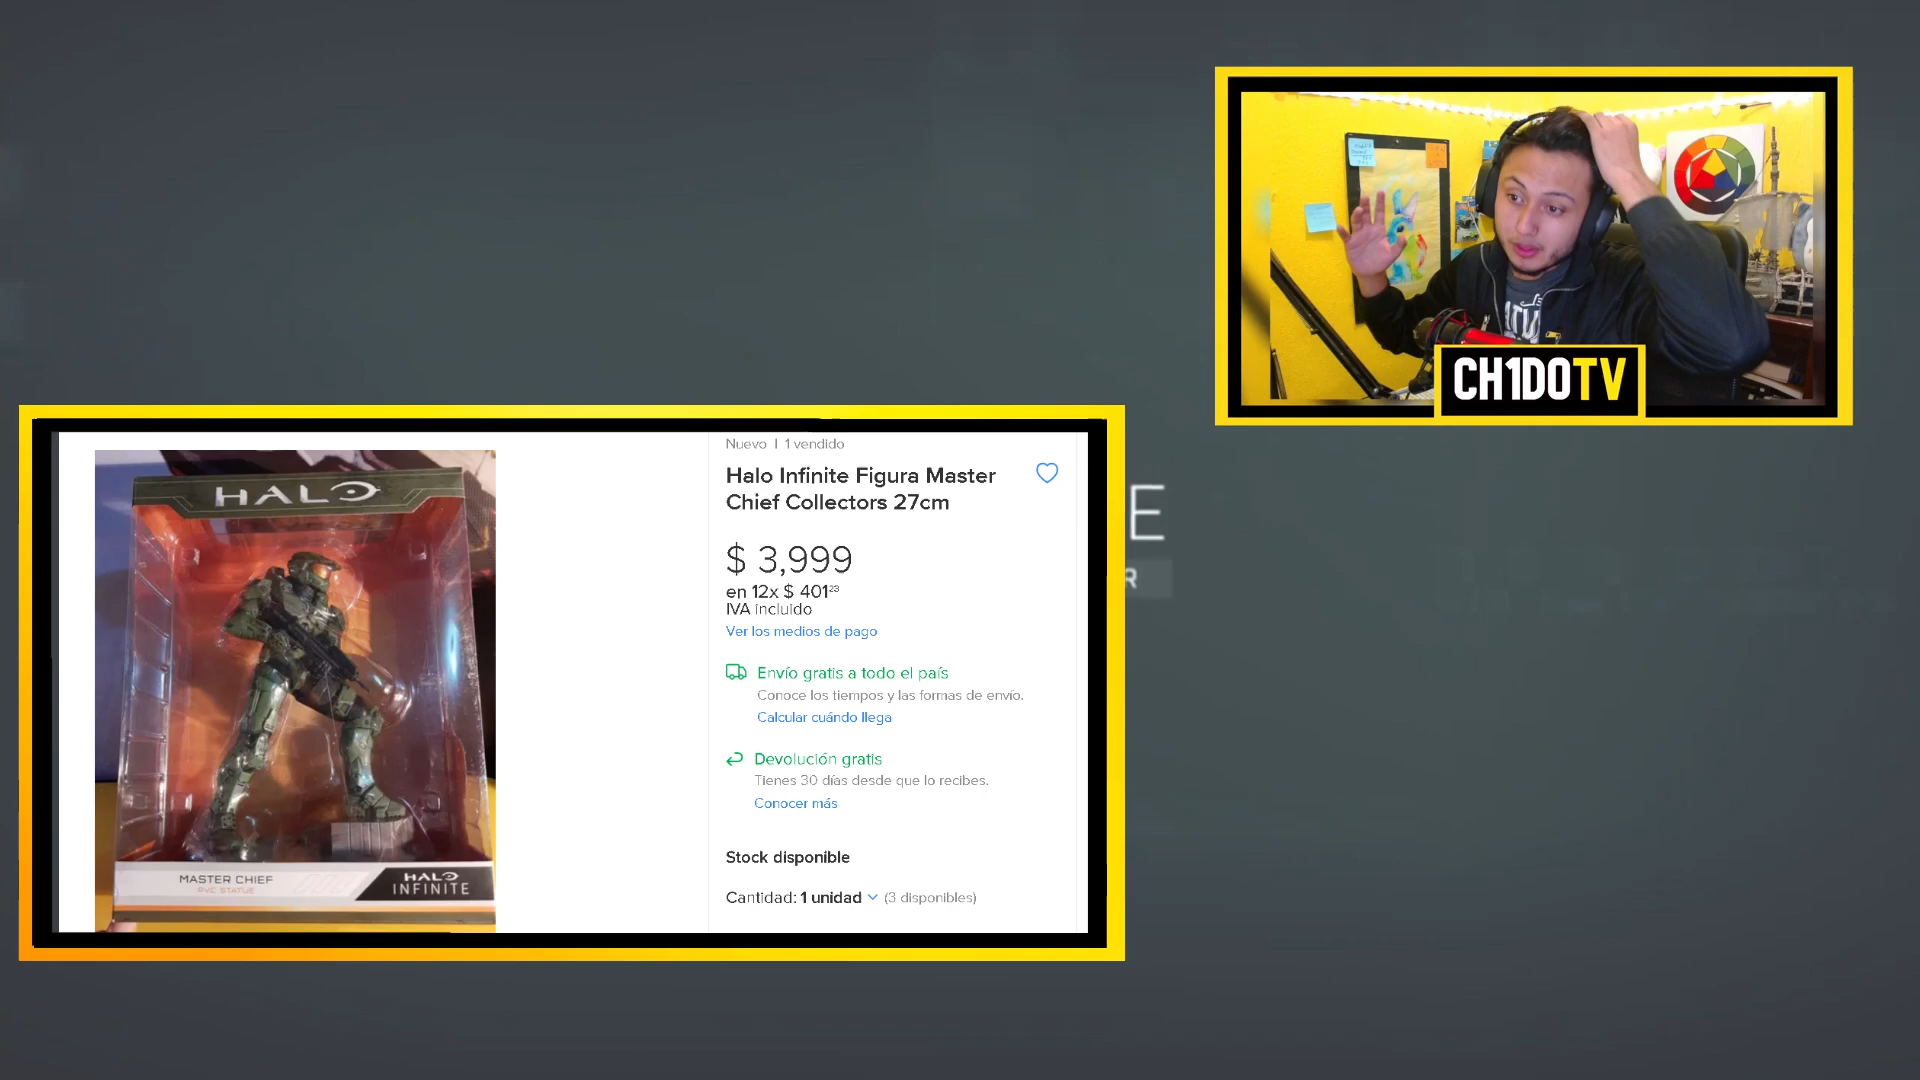 CH1DOTV
Nuevo | 1 vendido
Halo Infinite Figura Master
Chief Collectors 27cm
$ 3,999
en 12x $ 401²³
IVA incluido
Ver los medios de pago
Envío gratis a todo el país
Conoce los tiempos y las formas de envío.
Calcular cuándo llega
Devolución gratis
Tienes 30 días desde que lo recibes.
Conocer más
Stock disponible
Cantidad: 1 unidad (3 disponibles)
HALO
MASTER CHIEF
PVC STATUE
HALO
INFINITE
E
R